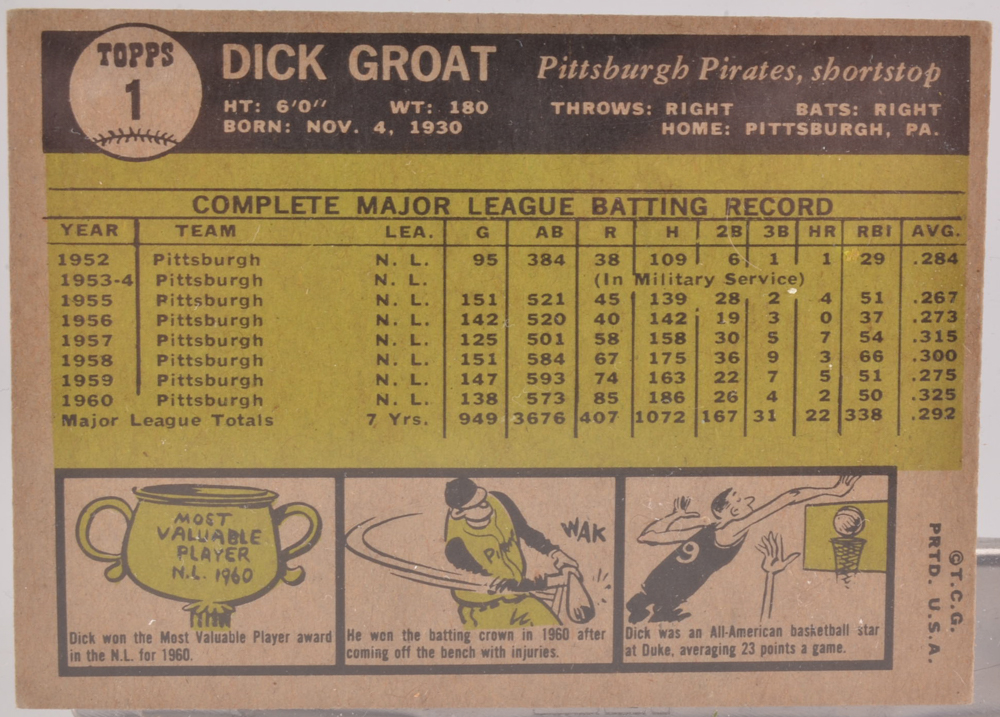 TOPPS
1
DICK GROAT
Pittsburgh Pirates, shortstop
HT: 6'0" WT: 180 THROWS: RIGHT BATS: RIGHT
BORN: NOV. 4, 1930 HOME: PITTSBURGH, PA.
COMPLETE MAJOR LEAGUE BATTING RECORD
YEAR TEAM LEA. G AB R H 2B 3B HR RBI AVG.
1952 Pittsburgh N. L. 95 384 38 109 6 1 1 29 .284
1953-4 Pittsburgh N. L. (In Military Service)
1955 Pittsburgh N. L. 151 521 45 139 28 2 4 51 .267
1956 Pittsburgh N. L. 142 520 40 142 19 3 0 37 .273
1957 Pittsburgh N. L. 125 501 58 158 30 5 7 54 .315
1958 Pittsburgh N. L. 151 584 67 175 36 9 3 66 .300
1959 Pittsburgh N. L. 147 593 74 163 22 7 5 51 .275
1960 Pittsburgh N. L. 138 573 85 186 26 4 2 50 .325
Major League Totals 7 Yrs. 949 3676 407 1072 167 31 22 338 .292
MOST
VALUABLE
PLAYER
N.L. 1960
Dick won the Most Valuable Player award
in the N.L. for 1960.
WAK
He won the batting crown in 1960 after
coming off the bench with injuries.
9
Dick was an All-American basketball star
at Duke, averaging 23 points a game.
©T.C.G.
PRTD. U.S.A.